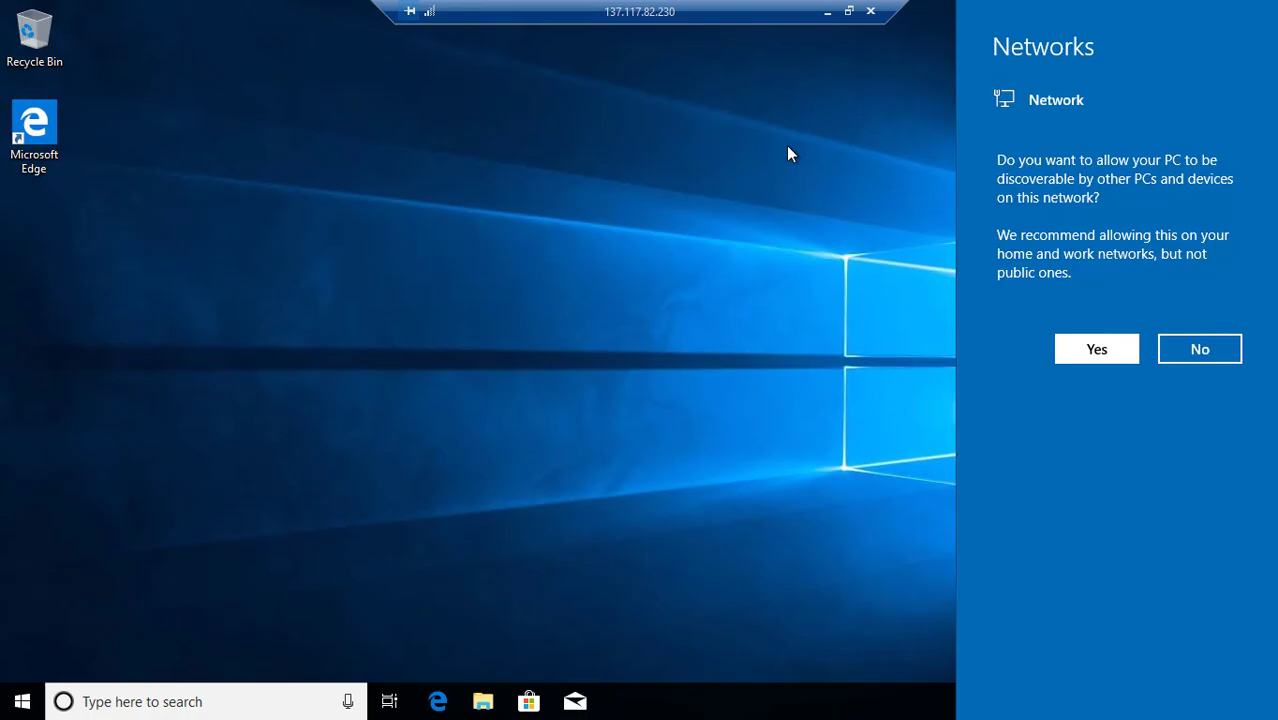 137.117.82.230
Recycle Bin
Microsoft
Edge
Networks
Network
Do you want to allow your PC to be
discoverable by other PCs and devices
on this network?
We recommend allowing this on your
home and work networks, but not
public ones.
Yes
No
Type here to search